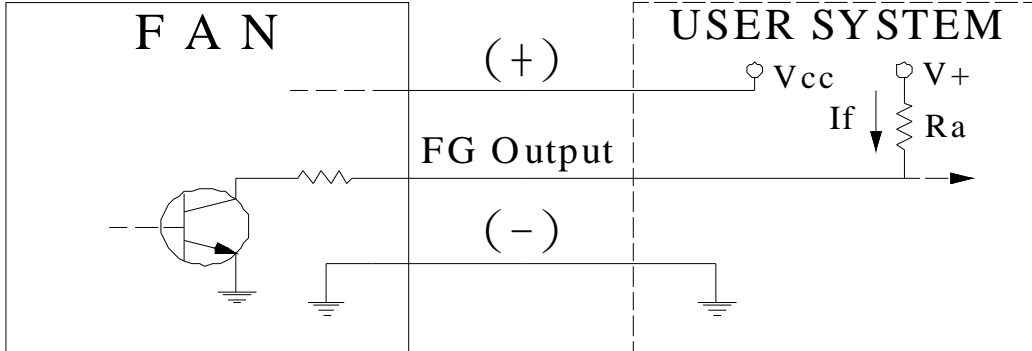 F A N
USER SYSTEM
(+)
Vcc
V+
If
Ra
FG Output
(-)